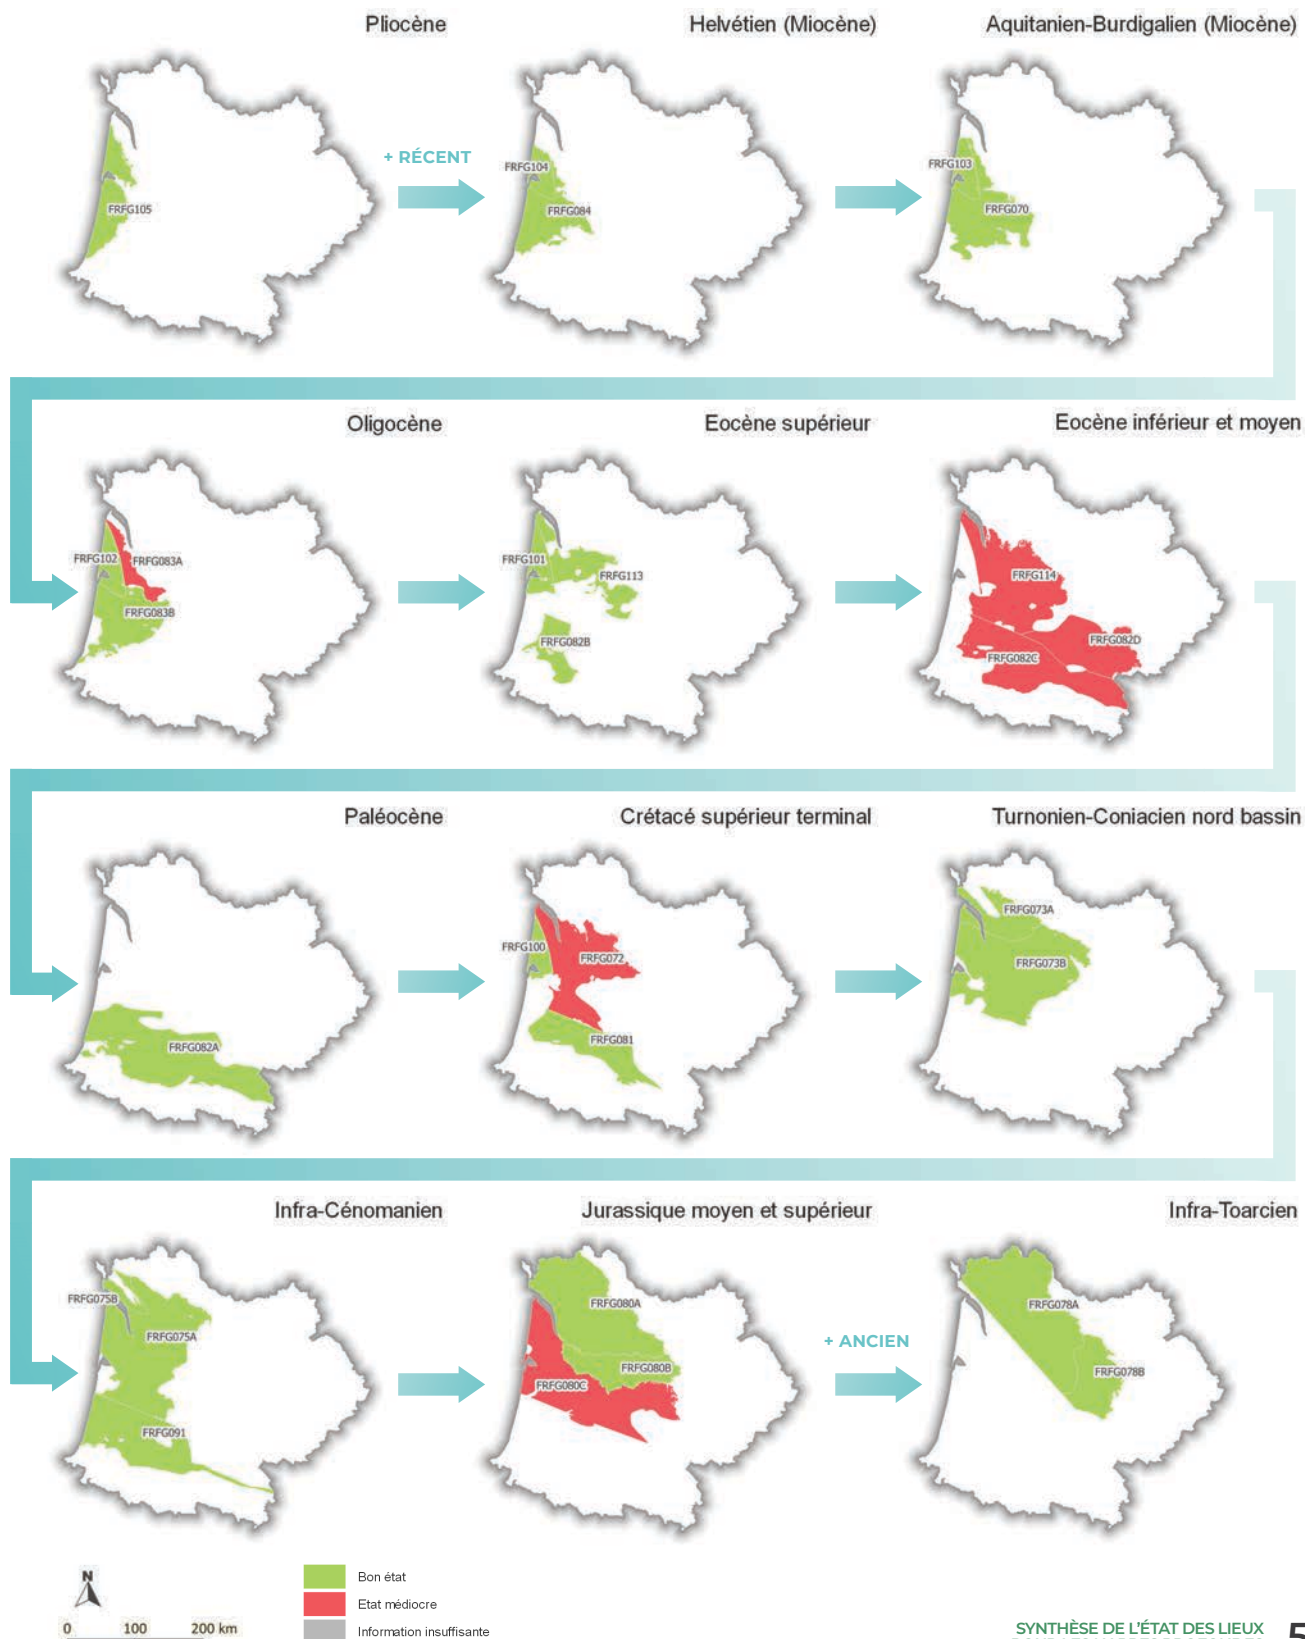 Pliocène
Helvétien (Miocène)
Aquitanien-Burdigalien (Miocène)
+ RÉCENT
FRFG105
FRFG104
FRFG084
FRFG103
FRFG070
Oligocène
Eocène supérieur
Eocène inférieur et moyen
FRFG102
FRFG083A
FRFG083B
FRFG101
FRFG113
FRFG082B
FRFG114
FRFG082D
FRFG082C
Paléocène
Crétacé supérieur terminal
Turnonien-Coniacien nord bassin
FRFG082A
FRFG100
FRFG072
FRFG081
FRFG073A
FRFG073B
Infra-Cénomanien
Jurassique moyen et supérieur
Infra-Toarcien
FRFG075B
FRFG075A
FRFG091
FRFG080A
FRFG080B
FRFG080C
+ ANCIEN
FRFG078A
FRFG078B
N
0 100 200 km
Bon état
Etat médiocre
Information insuffisante
SYNTHÈSE DE L'ÉTAT DES LIEUX
5